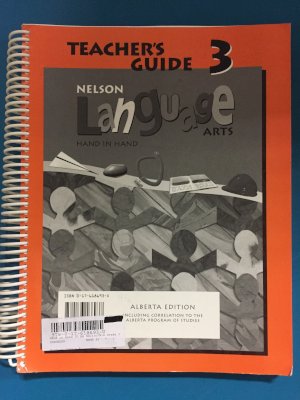 TEACHER'S
GUIDE 3
NELSON
Language
ARTS
HAND IN HAND
ALBERTA EDITION
INCLUDING CORRELATION TO THE
ALBERTA PROGRAM OF STUDIES